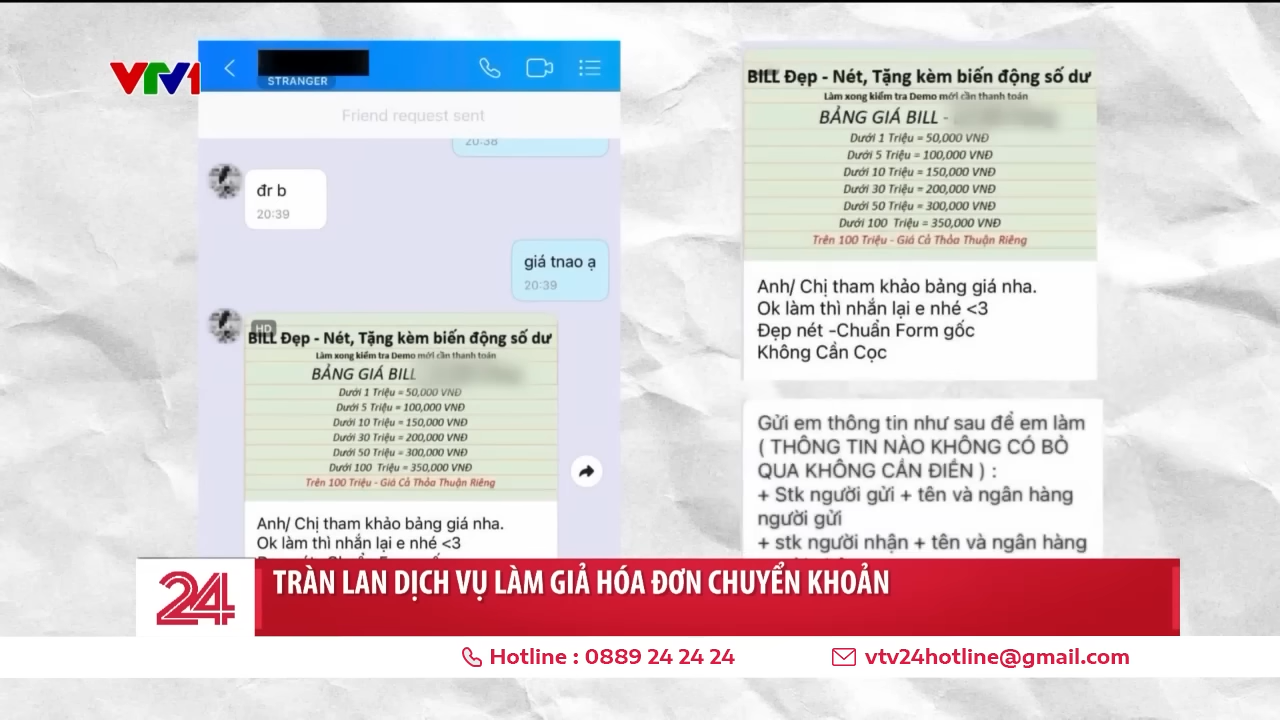 VTV1
STRANGER
Friend request sent
20:38
đr b
20:39
giá tnao ạ
20:39
HD
BILL Đẹp - Nét, Tặng kèm biến động số dư
Làm xong kiểm tra Demo mới cần thanh toán
BẢNG GIÁ BILL
Dưới 1 Triệu = 50,000 VNĐ
Dưới 5 Triệu = 100,000 VNĐ
Dưới 10 Triệu = 150,000 VNĐ
Dưới 30 Triệu = 200,000 VNĐ
Dưới 50 Triệu = 300,000 VNĐ
Dưới 100 Triệu = 350,000 VNĐ
Trên 100 Triệu - Giá Cả Thỏa Thuận Riêng
Anh/ Chị tham khảo bảng giá nha.
Ok làm thì nhắn lại e nhé <3
BILL Đẹp - Nét, Tặng kèm biến động số dư
Làm xong kiểm tra Demo mới cần thanh toán
BẢNG GIÁ BILL -
Dưới 1 Triệu = 50,000 VNĐ
Dưới 5 Triệu = 100,000 VNĐ
Dưới 10 Triệu = 150,000 VNĐ
Dưới 30 Triệu = 200,000 VNĐ
Dưới 50 Triệu = 300,000 VNĐ
Dưới 100 Triệu = 350,000 VNĐ
Trên 100 Triệu - Giá Cả Thỏa Thuận Riêng
Anh/ Chị tham khảo bảng giá nha.
Ok làm thì nhắn lại e nhé <3
Đẹp nét -Chuẩn Form gốc
Không Cần Cọc
Gửi em thông tin như sau để em làm
( THÔNG TIN NÀO KHÔNG CÓ BỎ
QUA KHÔNG CẦN ĐIỀN ) :
+ Stk người gửi + tên và ngân hàng
người gửi
+ stk người nhận + tên và ngân hàng
24
TRÀN LAN DỊCH VỤ LÀM GIẢ HÓA ĐƠN CHUYỂN KHOẢN
Hotline : 0889 24 24 24
vtv24hotline@gmail.com